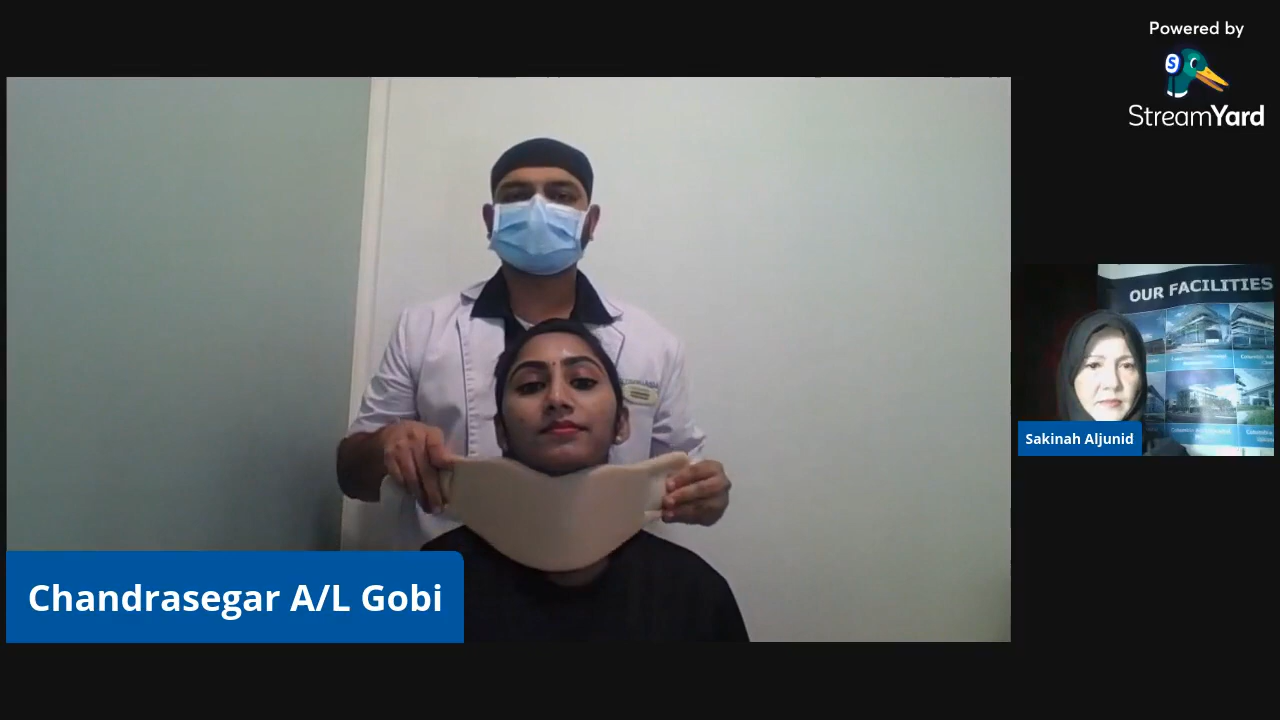 Powered by
StreamYard
OUR FACILITIES
Sakinah Aljunid
Chandrasegar A/L Gobi